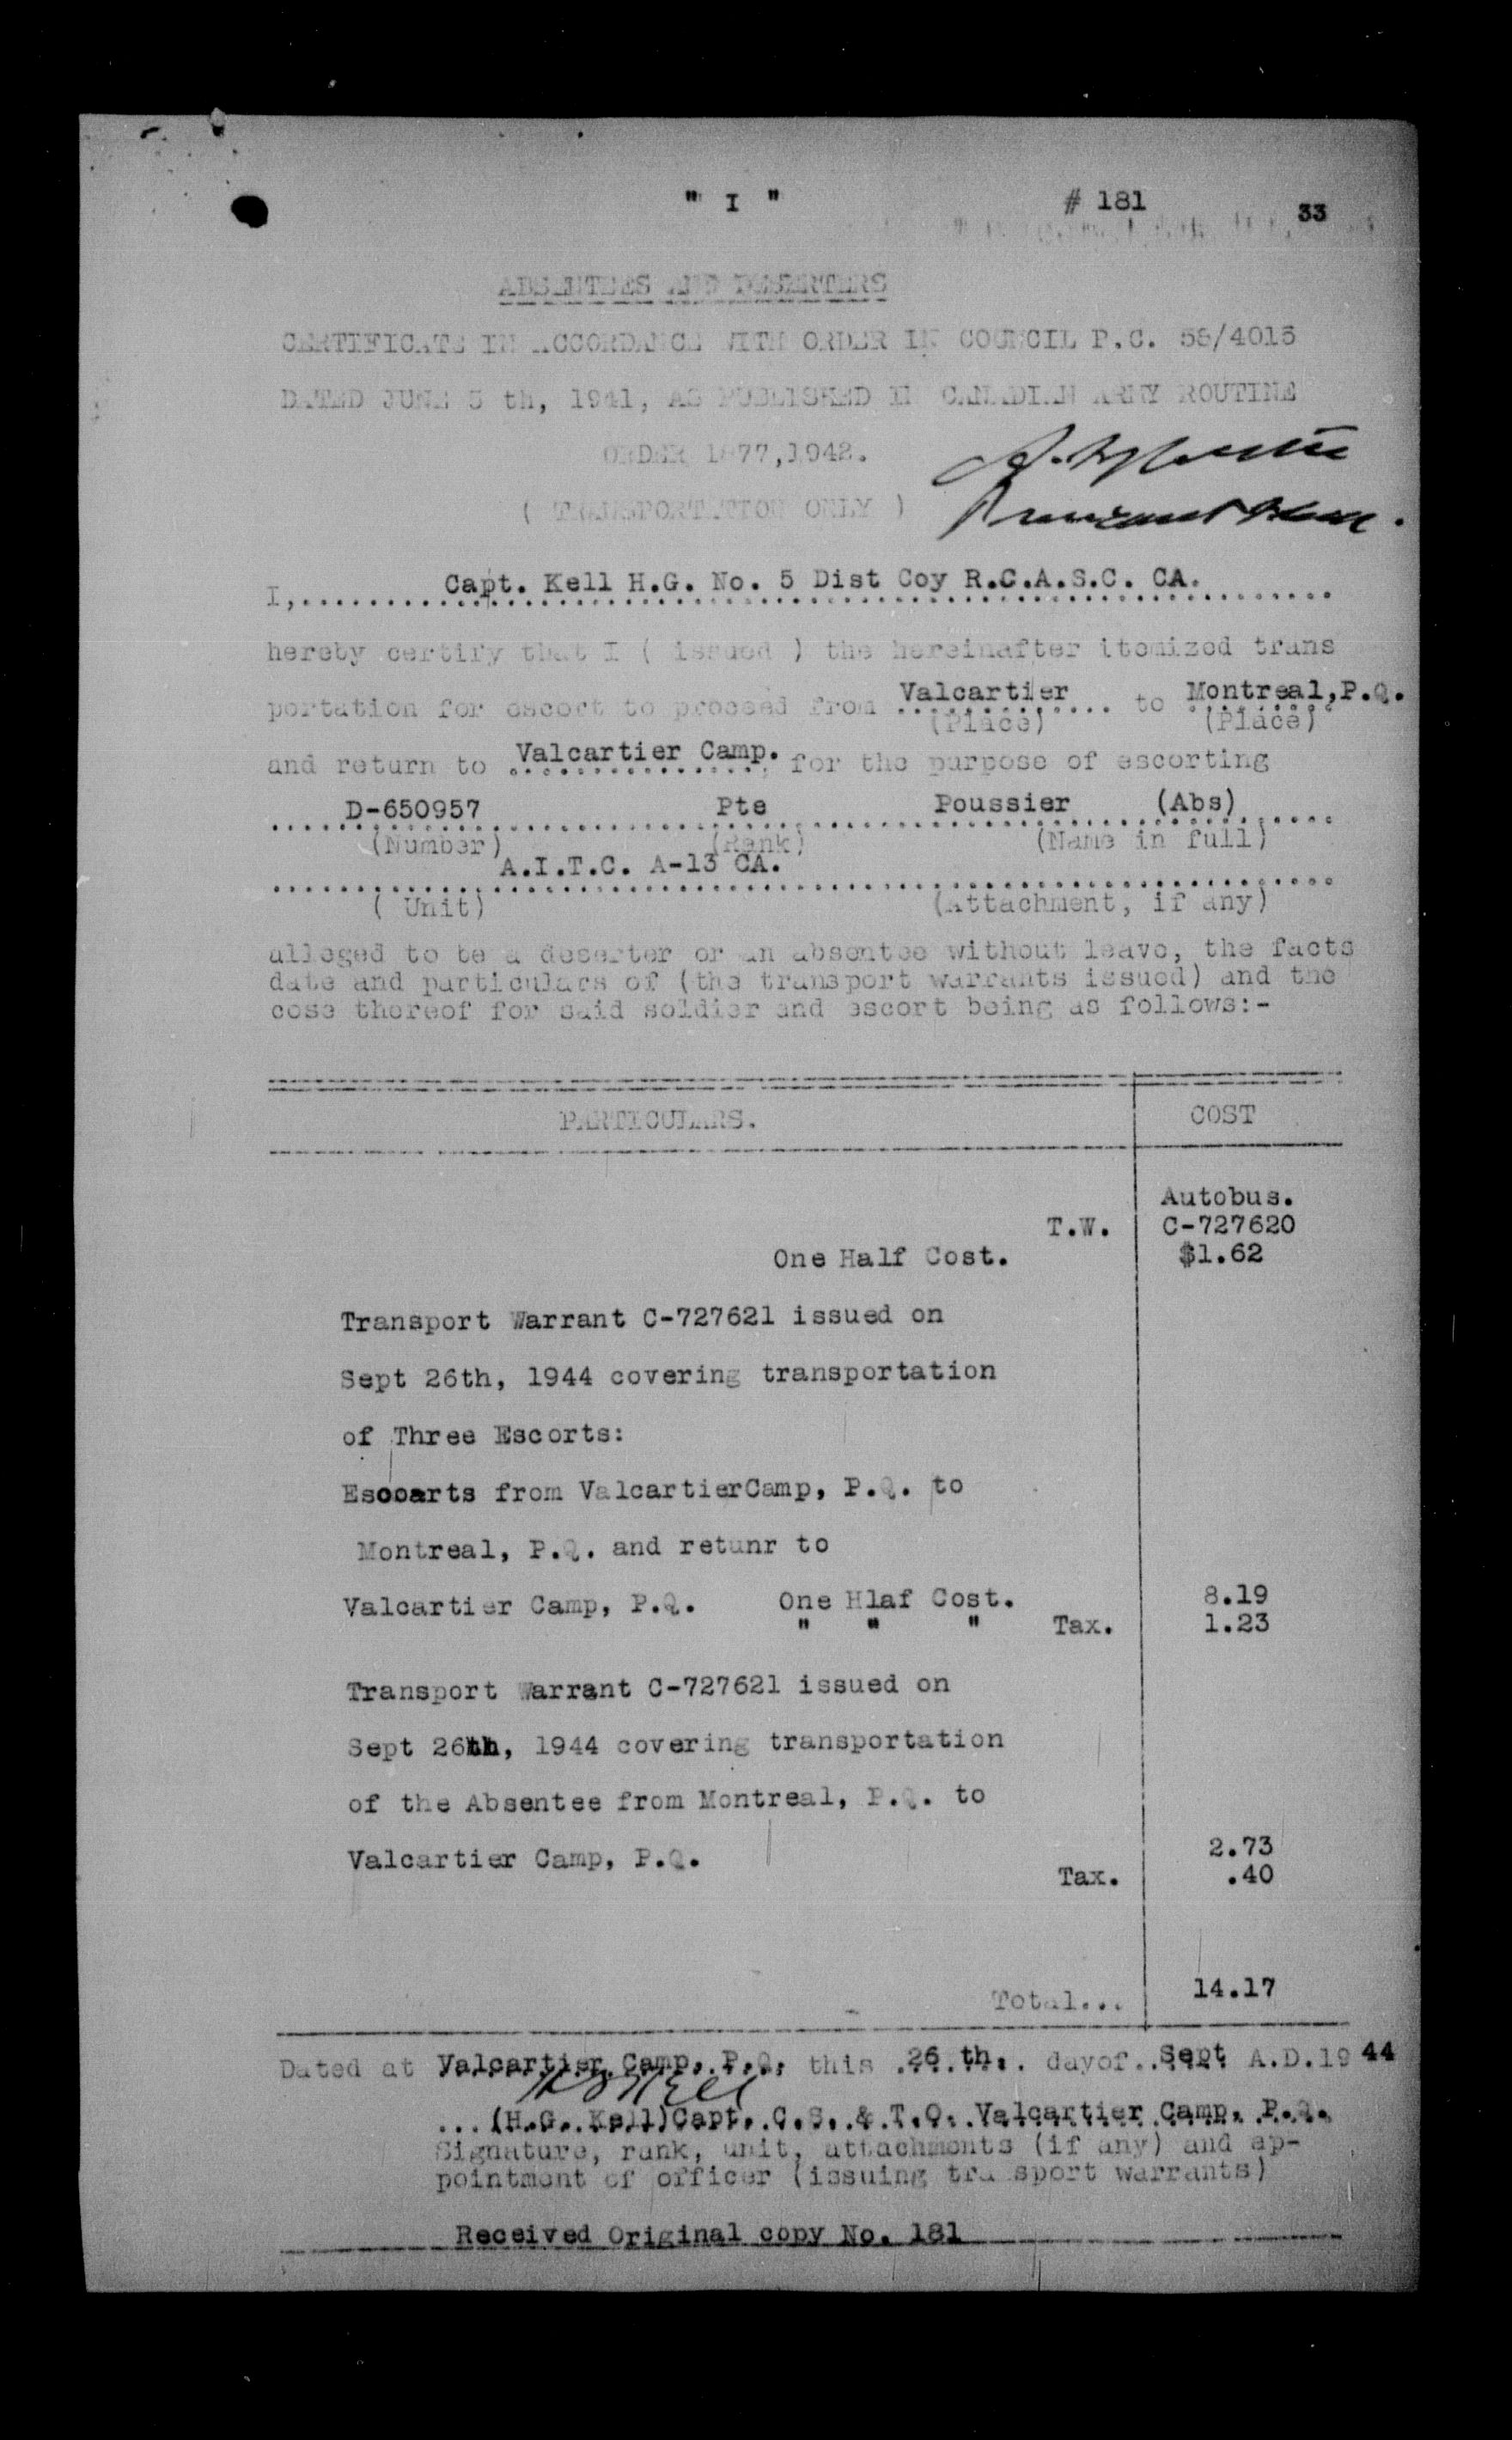 " I "
# 181
33
ABSENTEES AND DESERTERS
CERTIFICATE IN ACCORDANCE WITH ORDER IN COUNCIL P.C. 58/4015
DATED JUNE 5 th, 1941, AS PUBLISHED IN CANADIAN ARMY ROUTINE
ORDER 1877,1942.
( TRANSPORTATION ONLY )
I,.......... Capt. Kell H.G. No. 5 Dist Coy R.C.A.S.C. CA.
hereby certify that I ( issued ) the hereinafter itemized trans
portation for escort to proceed from Valcartier to Montreal,P.Q.
(Place) (Place)
and return to Valcartier Camp. for the purpose of escorting
D-650957 Pte Poussier (Abs)
(Number) (Rank) (Name in full)
A.I.T.C. A-13 CA.
( Unit) (Attachment, if any)
alleged to be a deserter or an absentee without leave, the facts
date and particulars of (the transport warrants issued) and the
cose thereof for said soldier and escort being as follows:-
PARTICULARS. COST
Autobus.
T.W. C-727620
One Half Cost. $1.62
Transport Warrant C-727621 issued on
Sept 26th, 1944 covering transportation
of Three Escorts:
Escoarts from ValcartierCamp, P.Q. to
Montreal, P.Q. and retunr to
Valcartier Camp, P.Q. One Hlaf Cost. 8.19
" " " Tax. 1.23
Transport Warrant C-727621 issued on
Sept 26th, 1944 covering transportation
of the Absentee from Montreal, P.Q. to
Valcartier Camp, P.Q. 2.73
Tax. .40
Total... 14.17
Dated at Valcartier Camp, P.Q. this 26 th. dayof Sept A.D.19 44
H G Kell
...(H.G. Kell)Capt. C.S. & T.O. Valcartier Camp, P.Q.
Signature, rank, unit, attachments (if any) and ap-
pointment of officer (issuing tra sport warrants)
Received Original copy No. 181